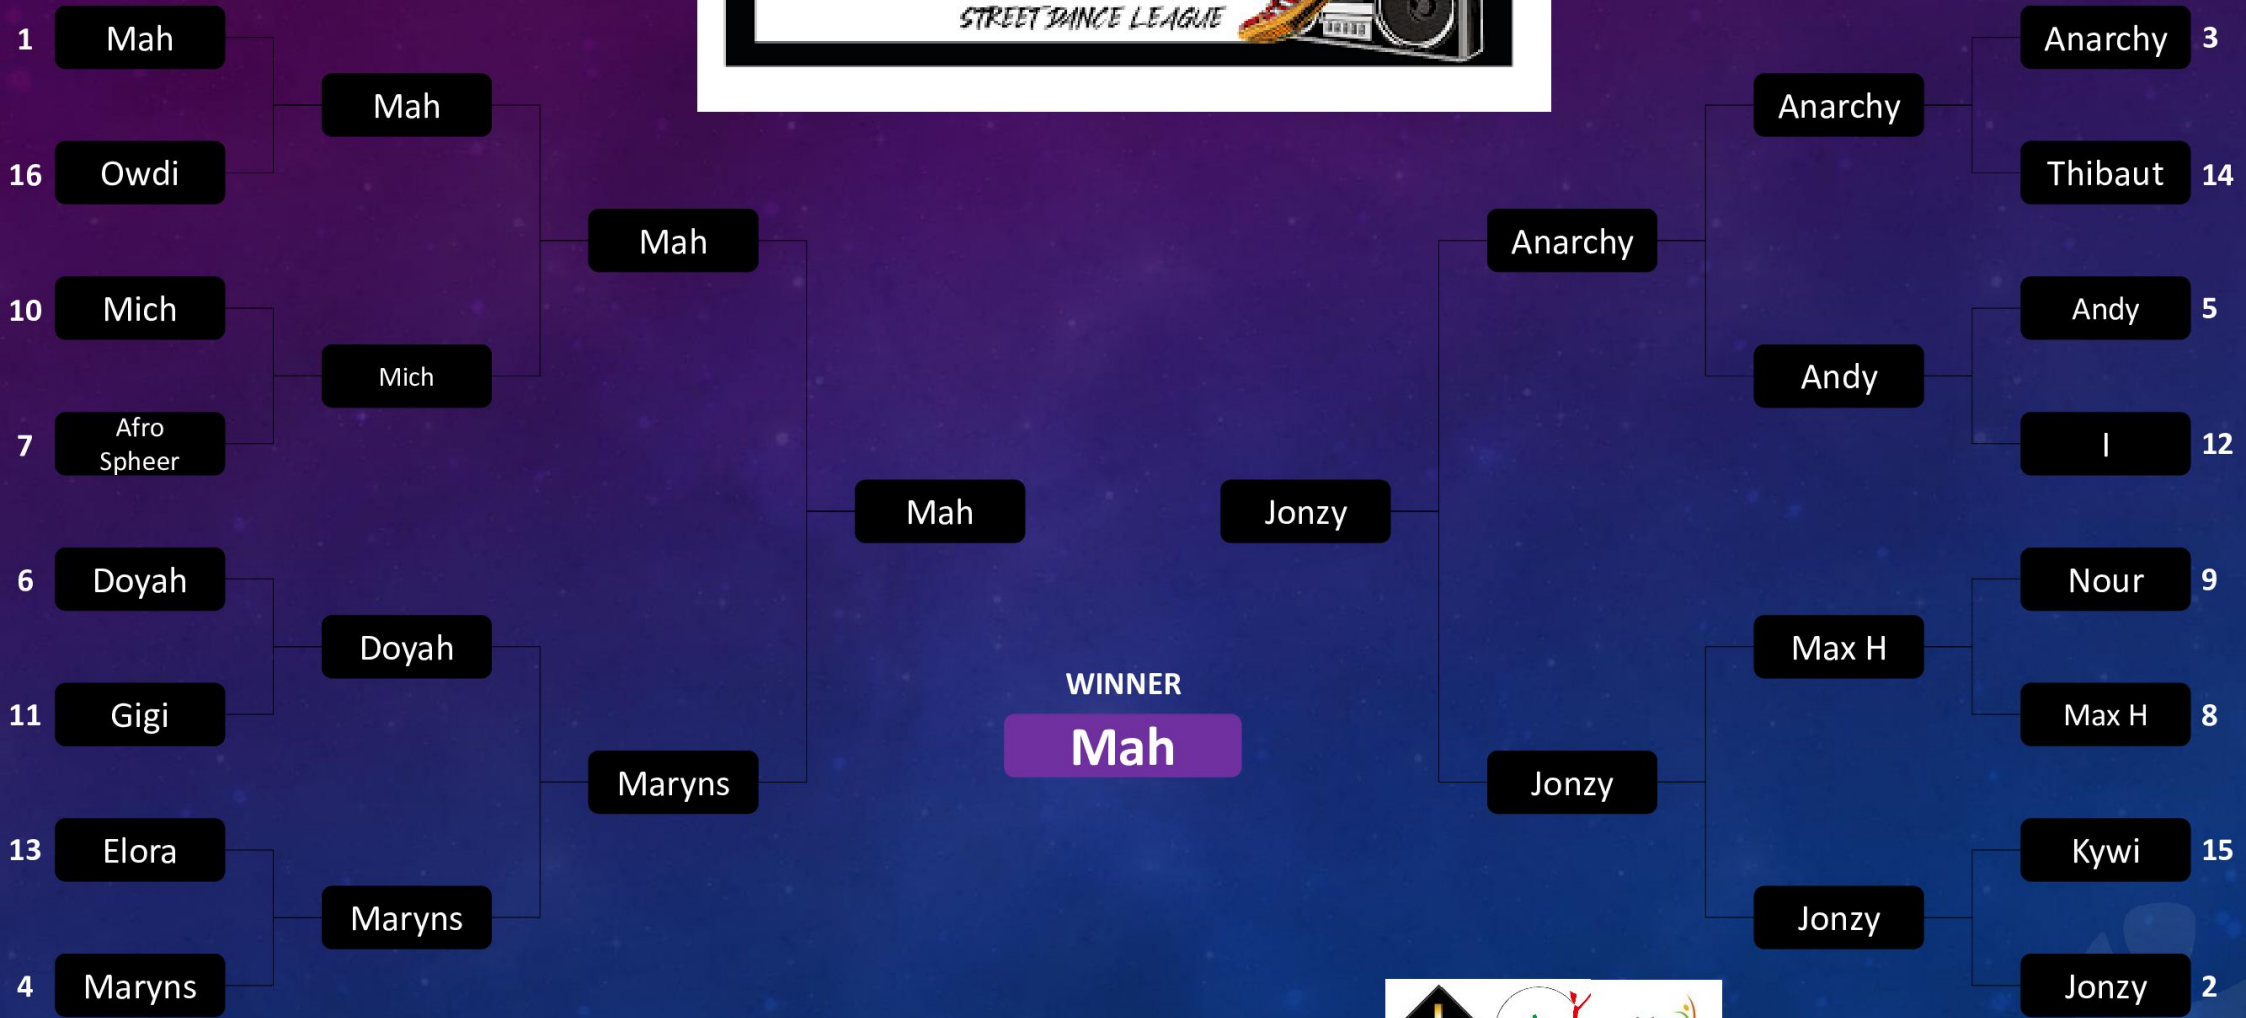 STREET DANCE LEAGUE
1
Mah
16
Owdi
10
Mich
7
Afro
Spheer
6
Doyah
11
Gigi
13
Elora
4
Maryns
Mah
Mich
Doyah
Maryns
Mah
Maryns
Mah
WINNER
Mah
Jonzy
Anarchy
Jonzy
Anarchy
Andy
Max H
Jonzy
Anarchy
3
Thibaut
14
Andy
5
I
12
Nour
9
Max H
8
Kywi
15
Jonzy
2